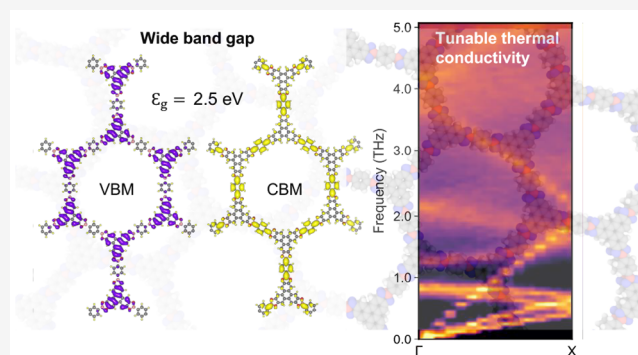 Wide band gap
Ɛg = 2.5 eV
VBM
CBM
Tunable thermal
conductivity
Frequency (THz)
5.0
4.0
3.0
2.0
1.0
0.0
Γ
X